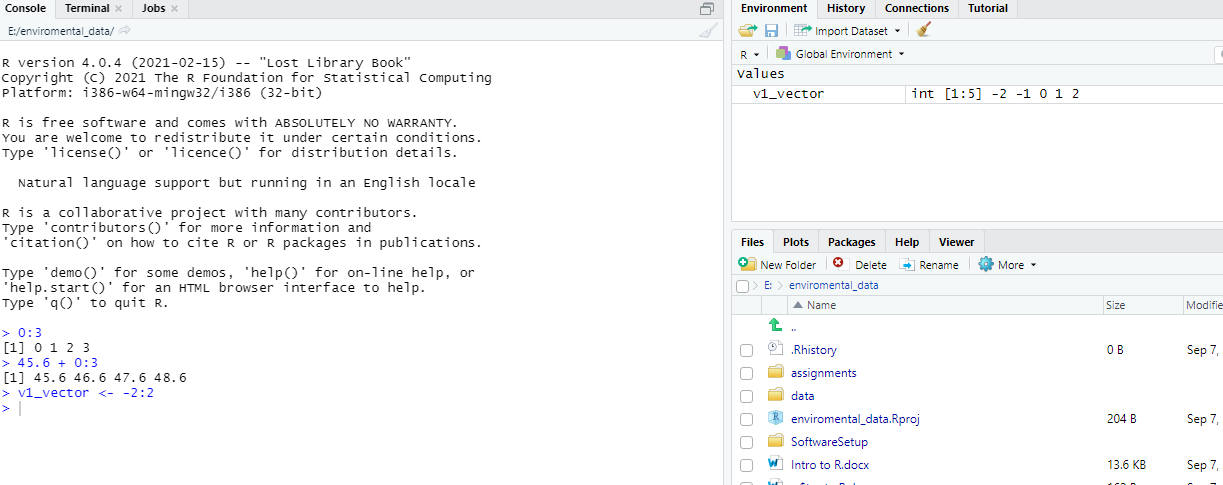 Console Terminal Jobs
E:/enviromental_data/
R version 4.0.4 (2021-02-15) -- "Lost Library Book"
Copyright (C) 2021 The R Foundation for Statistical Computing
Platform: i386-w64-mingw32/i386 (32-bit)
R is free software and comes with ABSOLUTELY NO WARRANTY.
You are welcome to redistribute it under certain conditions.
Type 'license()' or 'licence()' for distribution details.
Natural language support but running in an English locale
R is a collaborative project with many contributors.
Type 'contributors()' for more information and
'citation()' on how to cite R or R packages in publications.
Type 'demo()' for some demos, 'help()' for on-line help, or
'help.start()' for an HTML browser interface to help.
Type 'q()' to quit R.
> 0:3
[1] 0 1 2 3
> 45.6 + 0:3
[1] 45.6 46.6 47.6 48.6
> v1_vector <- -2:2
>
Environment History Connections Tutorial
Import Dataset
R Global Environment
Values
v1_vector int [1:5] -2 -1 0 1 2
Files Plots Packages Help Viewer
New Folder Delete Rename More
E: enviromental_data
Name Size Modifie
..
.Rhistory 0 B Sep 7,
assignments
data
enviromental_data.Rproj 204 B Sep 7,
SoftwareSetup
Intro to R.docx 13.6 KB Sep 7,